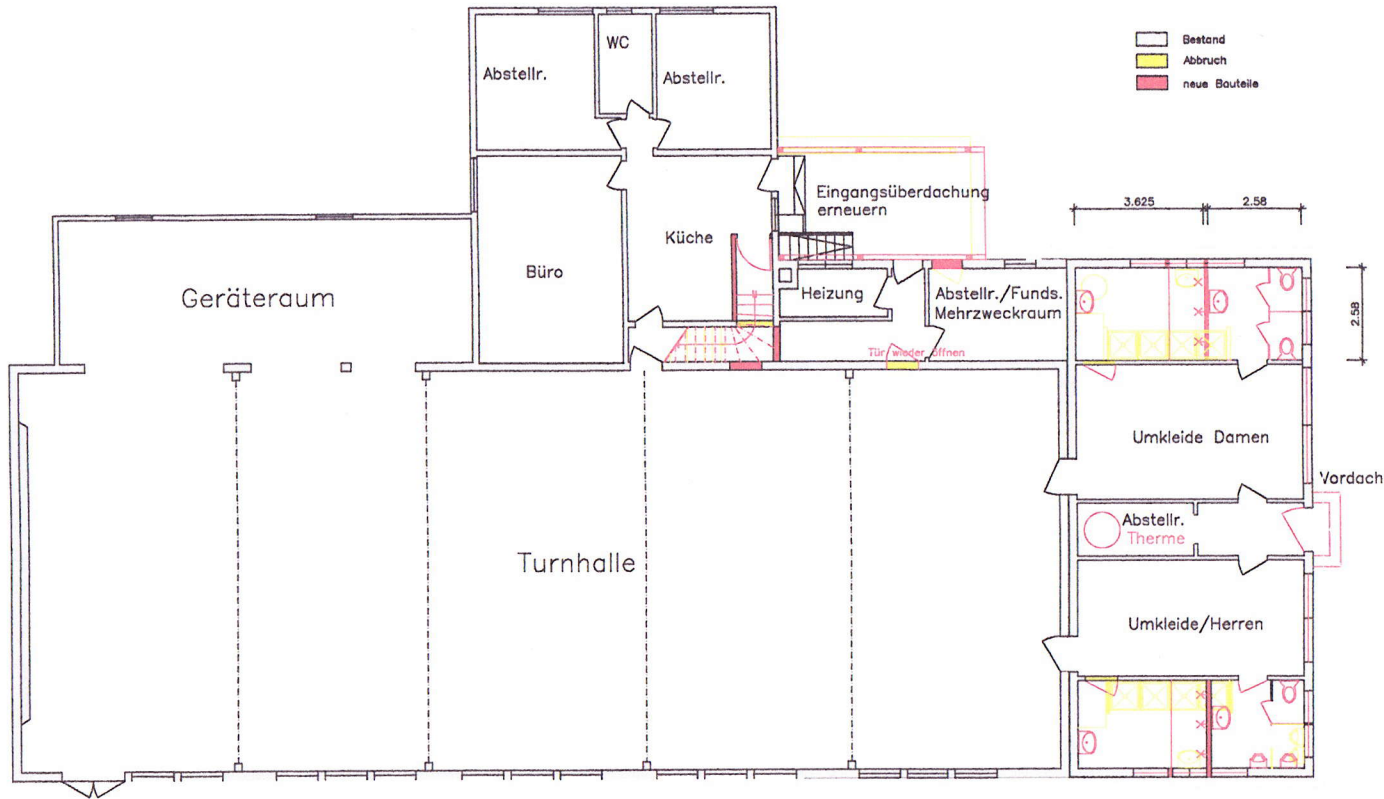 WC
Abstellr.
Abstellr.
Bestand
Abbruch
neue Bauteile
Eingangsüberdachung
erneuern
3.625
2.58
2.58
Küche
Büro
Geräteraum
Heizung
Abstellr./Funds.
Mehrzweckraum
Tür wieder öffnen
Umkleide Damen
Vordach
Abstellr.
Therme
Turnhalle
Umkleide/Herren